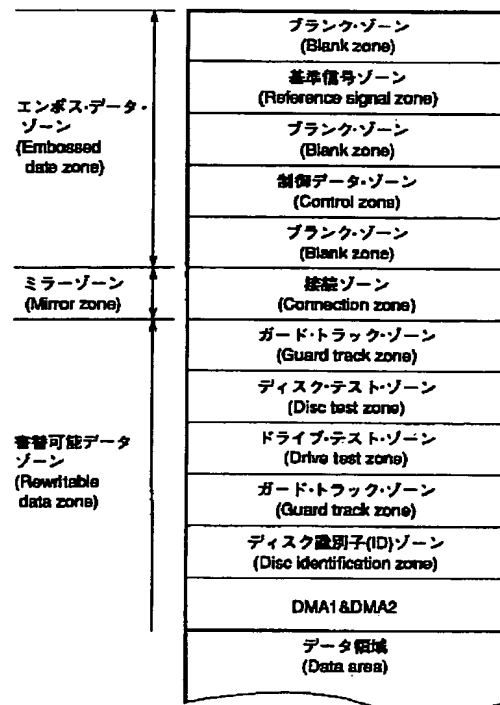 エンボス・データ・
ゾーン
(Embossed
date zone)
ミラーゾーン
(Mirror zone)
書替可能データ
ゾーン
(Rewritable
data zone)
ブランク・ゾーン
(Blank zone)
基準信号ゾーン
(Reference signal zone)
ブランク・ゾーン
(Blank zone)
制御データ・ゾーン
(Control zone)
ブランク・ゾーン
(Blank zone)
接続ゾーン
(Connection zone)
ガード・トラック・ゾーン
(Guard track zone)
ディスク・テスト・ゾーン
(Disc test zone)
ドライブ・テスト・ゾーン
(Drive test zone)
ガード・トラック・ゾーン
(Guard track zone)
ディスク識別子(ID)ゾーン
(Disc identification zone)
DMA1&DMA2
データ領域
(Data area)